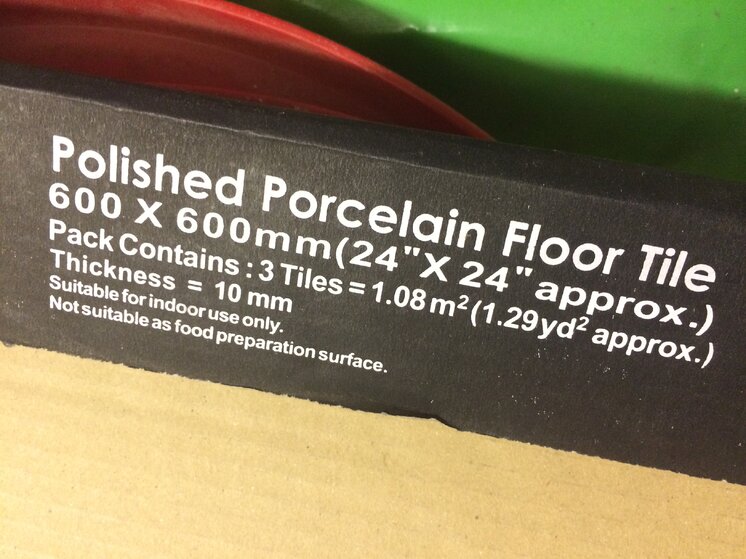 Polished Porcelain Floor Tile
600 X 600mm(24"X 24"approx.)
Pack Contains : 3 Tiles = 1.08 m² (1.29yd² approx.)
Thickness = 10 mm
Suitable for indoor use only.
Not suitable as food preparation surface.